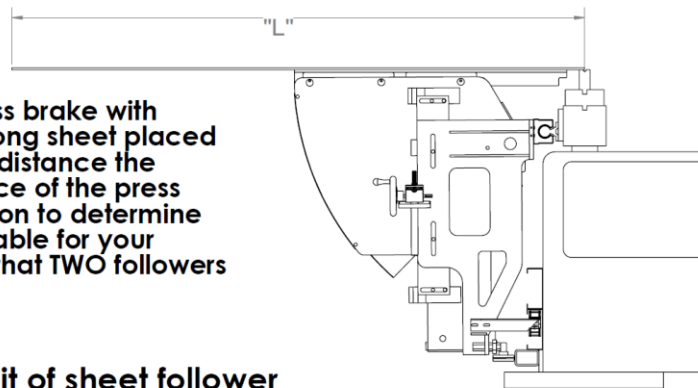 "L"
ss brake with
ong sheet placed
distance the
ce of the press
on to determine
able for your
that TWO followers
it of sheet follower